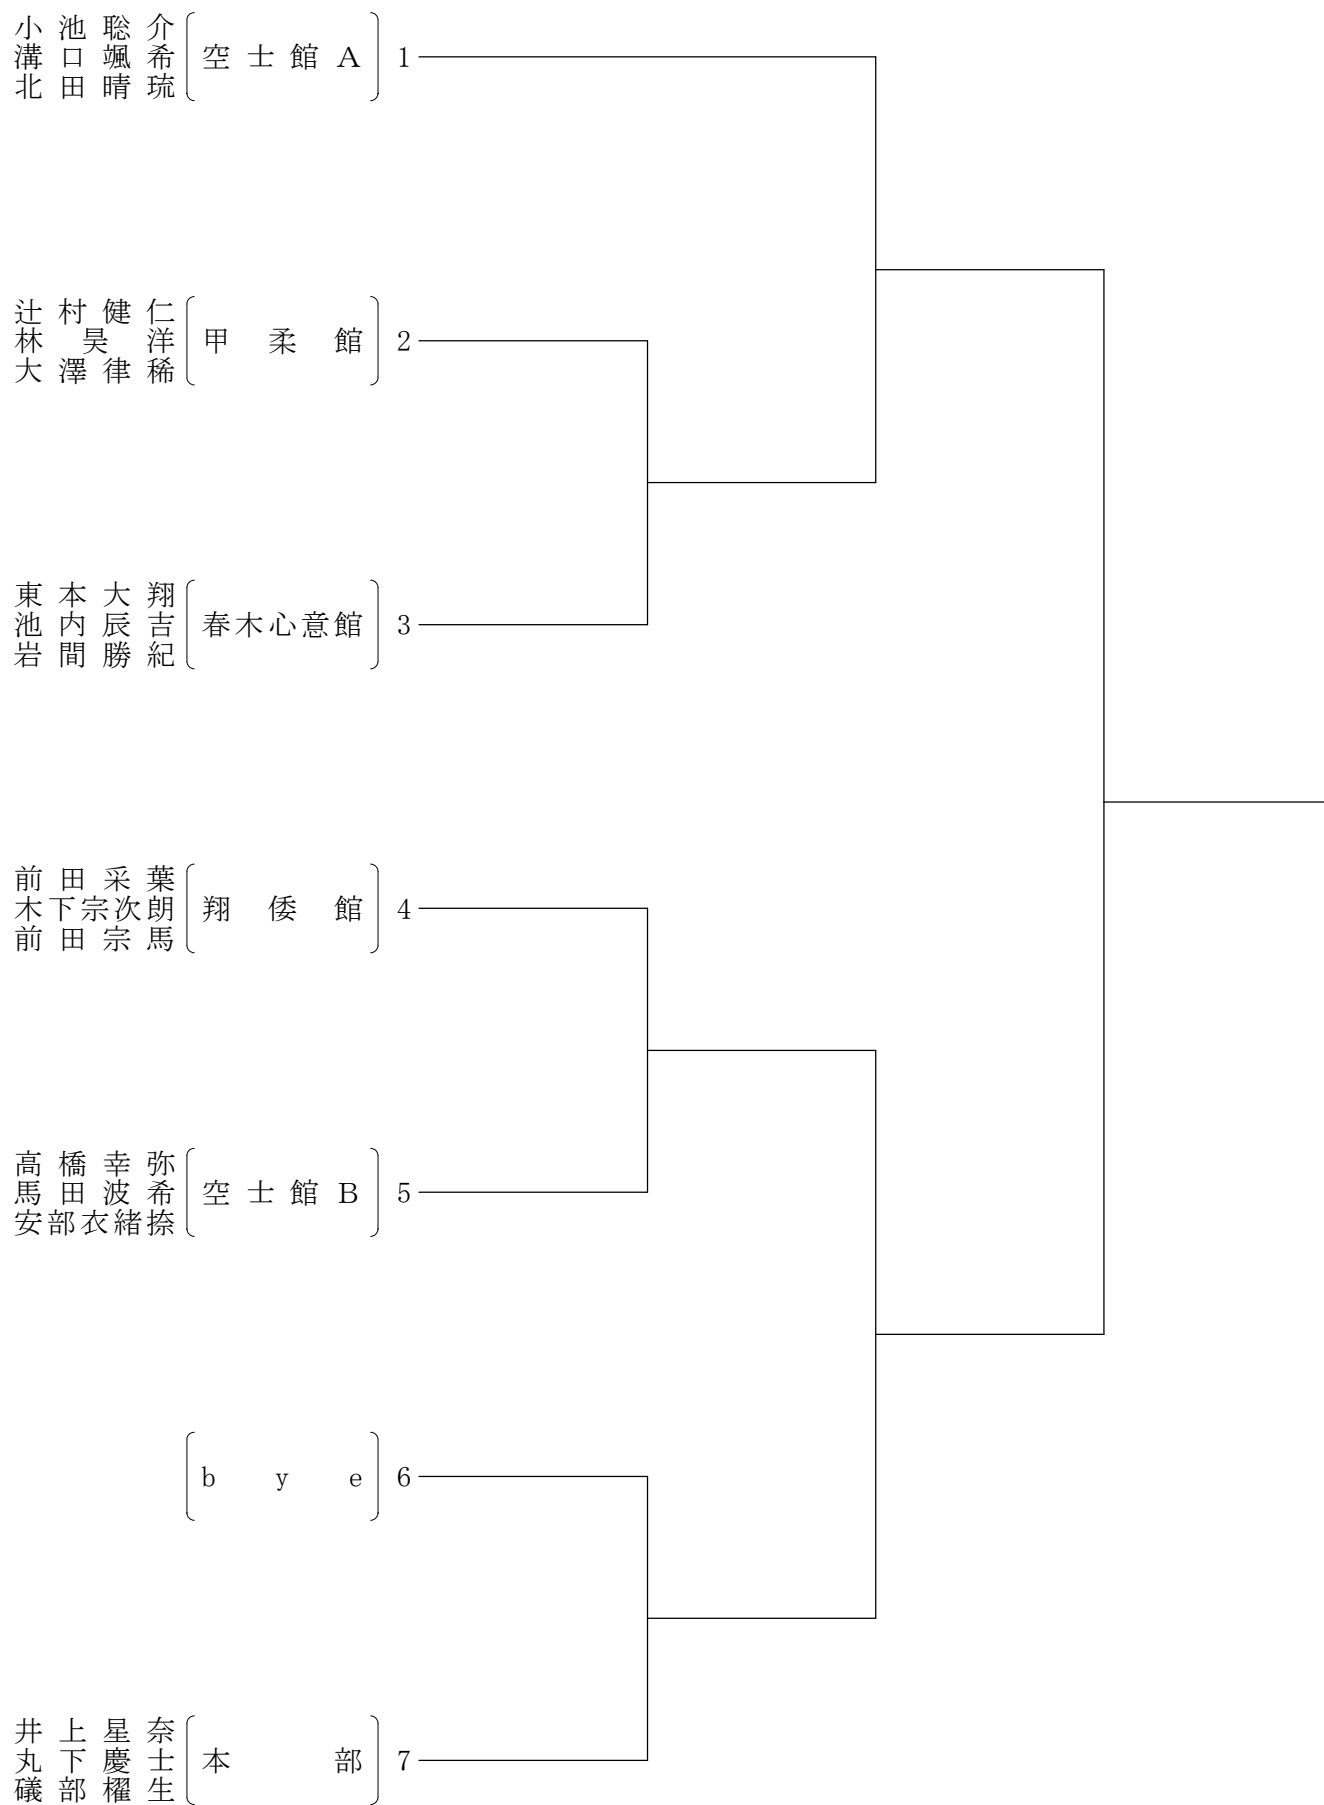 小池聡介
溝口颯希
北田晴琉
空士館A 1
辻村健仁
林昊洋
大澤律稀
甲柔館 2
東本大翔
池内辰吉
岩間勝紀
春木心意館 3
前田采葉
木下宗次朗
前田宗馬
翔倭館 4
高橋幸弥
馬田波希
安部衣緒捺
空士館B 5
bye 6
井上星奈
丸下慶士
礒部櫂生
本部 7